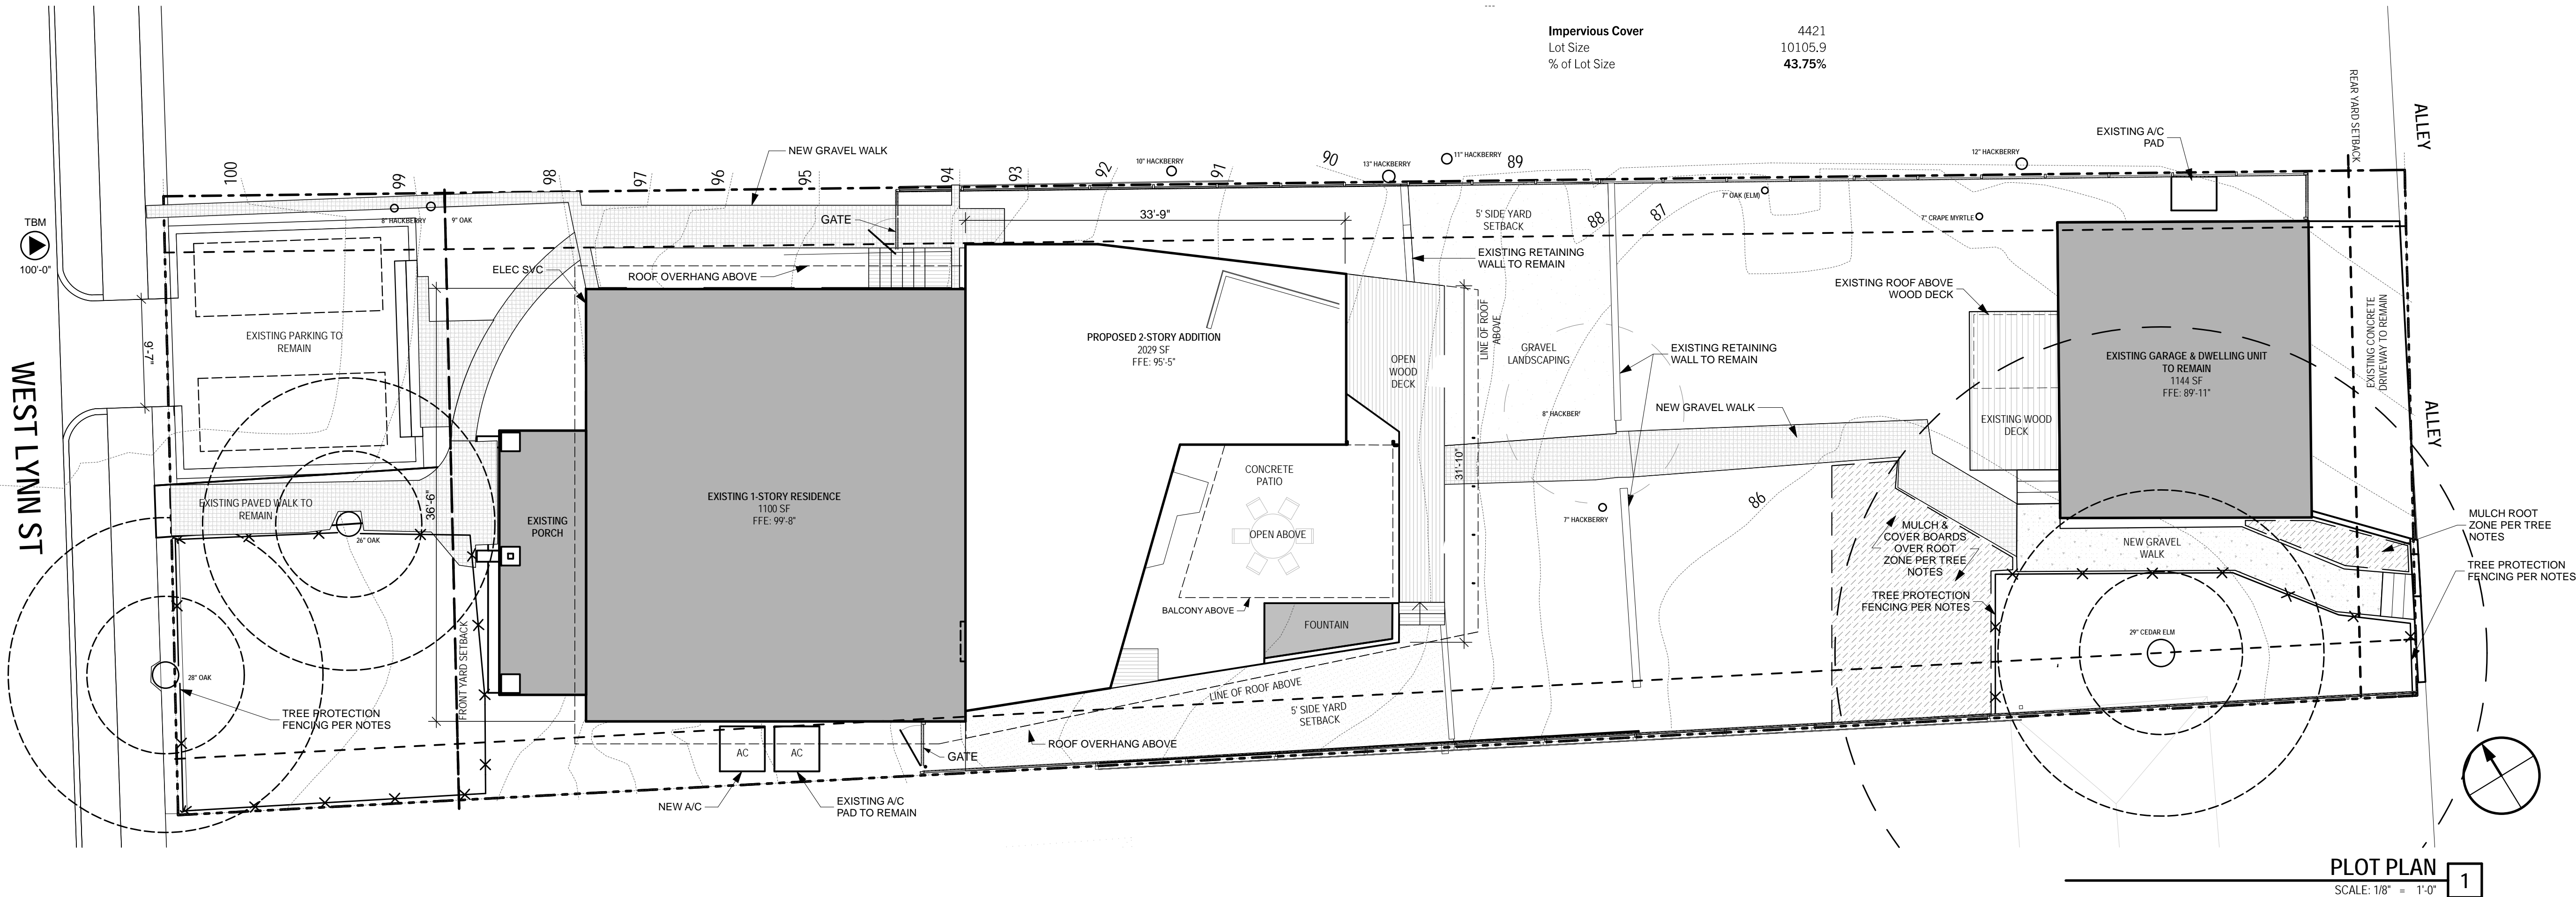 Impervious Cover 4421
Lot Size 10105.9
% of Lot Size 43.75%
REAR YARD SETBACK
ALLEY
EXISTING A/C
PAD
NEW GRAVEL WALK
100
99
98
97
96
95
94
93
92
91
90
89
88
87
86
10" HACKBERRY
13" HACKBERRY
11" HACKBERRY
12" HACKBERRY
7" OAK (ELM)
7" CRAPE MYRTLE
8" HACKBERRY
9" OAK
TBM
100'-0"
GATE
33'-9"
5' SIDE YARD
SETBACK
EXISTING RETAINING
WALL TO REMAIN
ELEC SVC
ROOF OVERHANG ABOVE
EXISTING ROOF ABOVE
WOOD DECK
EXISTING PARKING TO
REMAIN
9'-7"
WEST LYNN ST
PROPOSED 2-STORY ADDITION
2029 SF
FFE: 95'-5"
OPEN
WOOD
DECK
LINE OF ROOF
ABOVE
GRAVEL
LANDSCAPING
EXISTING RETAINING
WALL TO REMAIN
8" HACKBER
NEW GRAVEL WALK
EXISTING WOOD
DECK
EXISTING GARAGE & DWELLING UNIT
TO REMAIN
1144 SF
FFE: 89'-11"
EXISTING CONCRETE
DRIVEWAY TO REMAIN
ALLEY
EXISTING PAVED WALK TO
REMAIN
36'-6"
26" OAK
EXISTING
PORCH
EXISTING 1-STORY RESIDENCE
1100 SF
FFE: 99'-8"
CONCRETE
PATIO
OPEN ABOVE
31'-10"
7" HACKBERRY
MULCH &
COVER BOARDS
OVER ROOT
ZONE PER TREE
NOTES
NEW GRAVEL
WALK
MULCH ROOT
ZONE PER TREE
NOTES
TREE PROTECTION
FENCING PER NOTES
TREE PROTECTION
FENCING PER NOTES
BALCONY ABOVE
FOUNTAIN
29" CEDAR ELM
28" OAK
FRONT YARD SETBACK
TREE PROTECTION
FENCING PER NOTES
LINE OF ROOF ABOVE
5' SIDE YARD
SETBACK
ROOF OVERHANG ABOVE
AC
AC
GATE
NEW A/C
EXISTING A/C
PAD TO REMAIN
PLOT PLAN
1
SCALE: 1/8" = 1'-0"